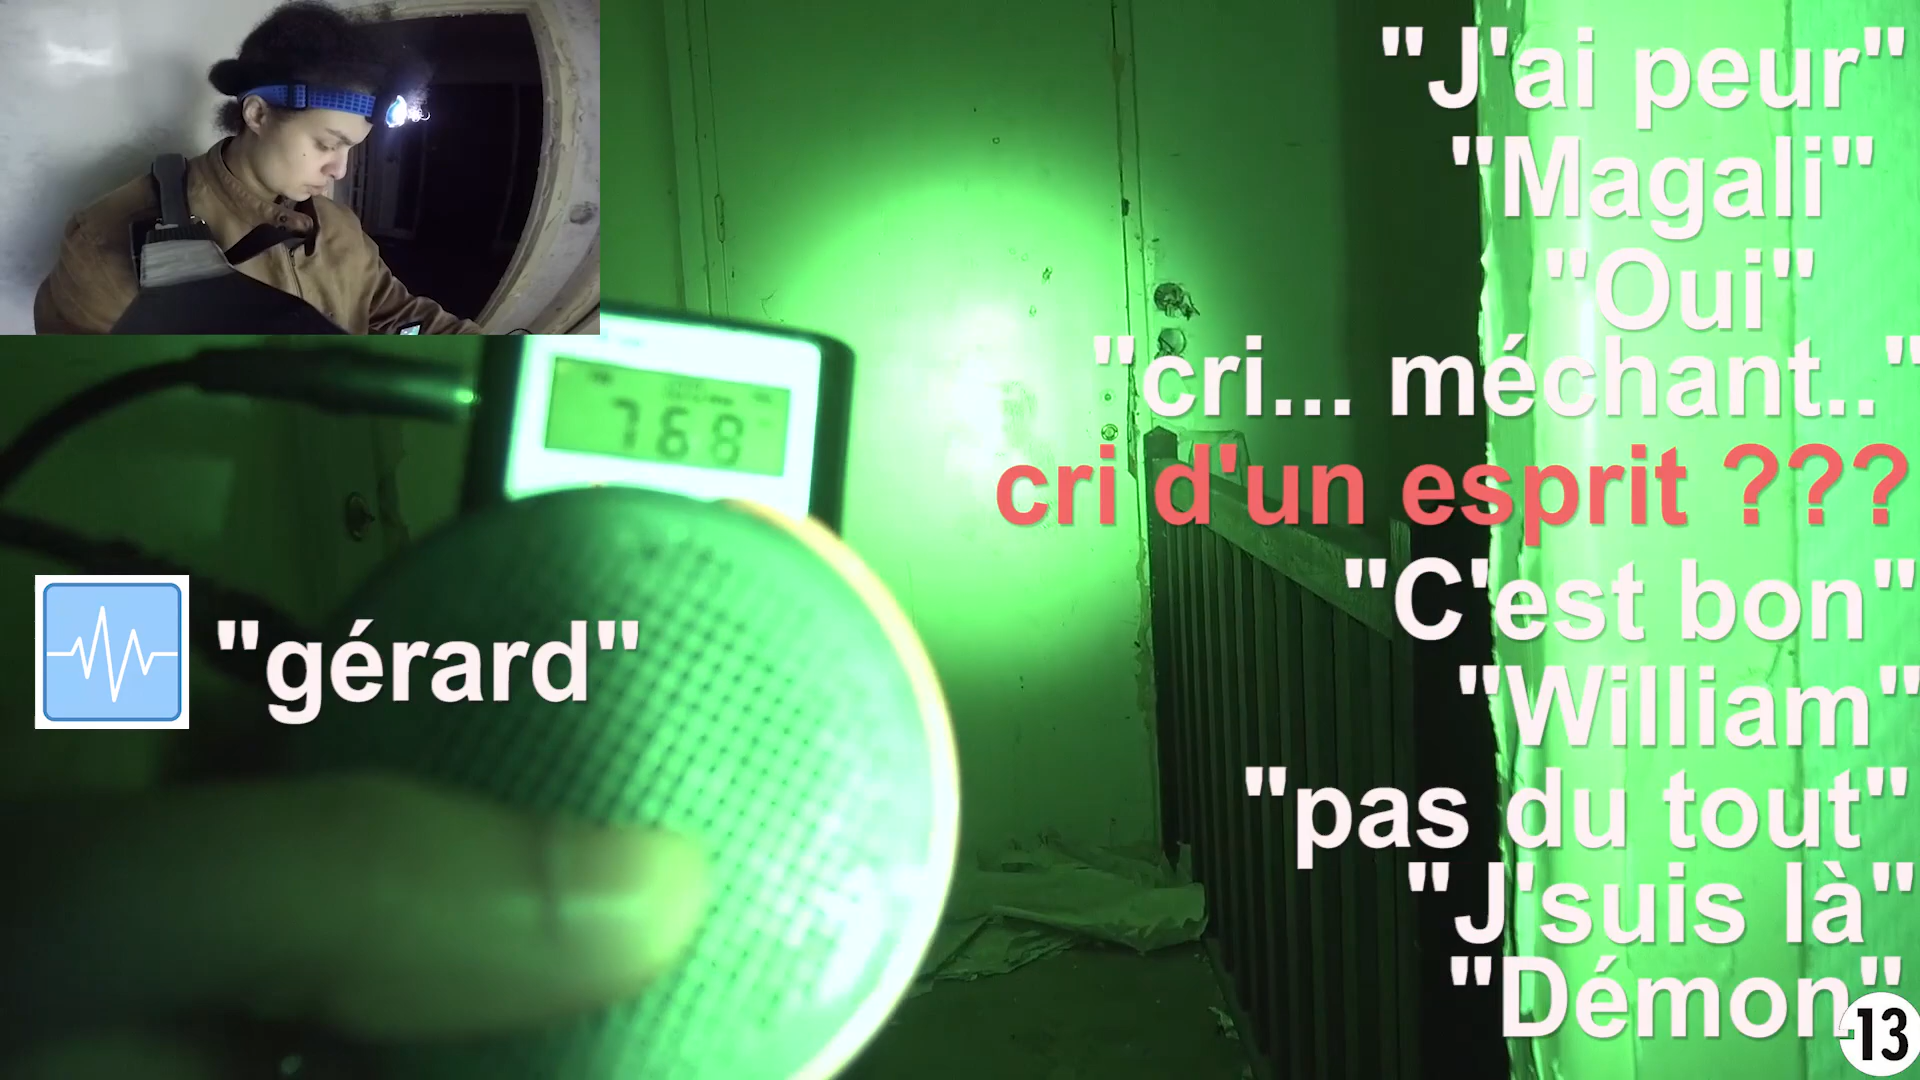 "J'ai peur"
"Magali"
"Oui"
"cri... méchant.."
cri d'un esprit ???
768
"C'est bon"
"gérard"
"William"
"pas du tout"
"J'suis là"
"Démon"
13